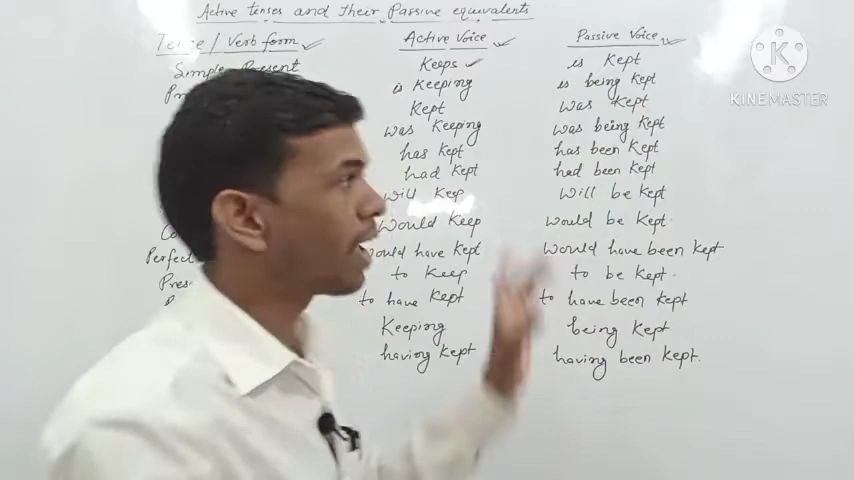 Active tenses and their Passive equivalents
Tense / Verb form Active Voice Passive Voice
Simple Present Keeps is Kept
is Keeping is being Kept
Kept was Kept
was Keeping was being Kept
has Kept has been Kept
had Kept had been Kept
will Keep will be Kept
would Keep would be Kept.
would have Kept would have been Kept
Perfect
to Keep to be Kept.
to have Kept to have been Kept
Keeping being Kept
having Kept having been Kept.
K
KINEMASTER